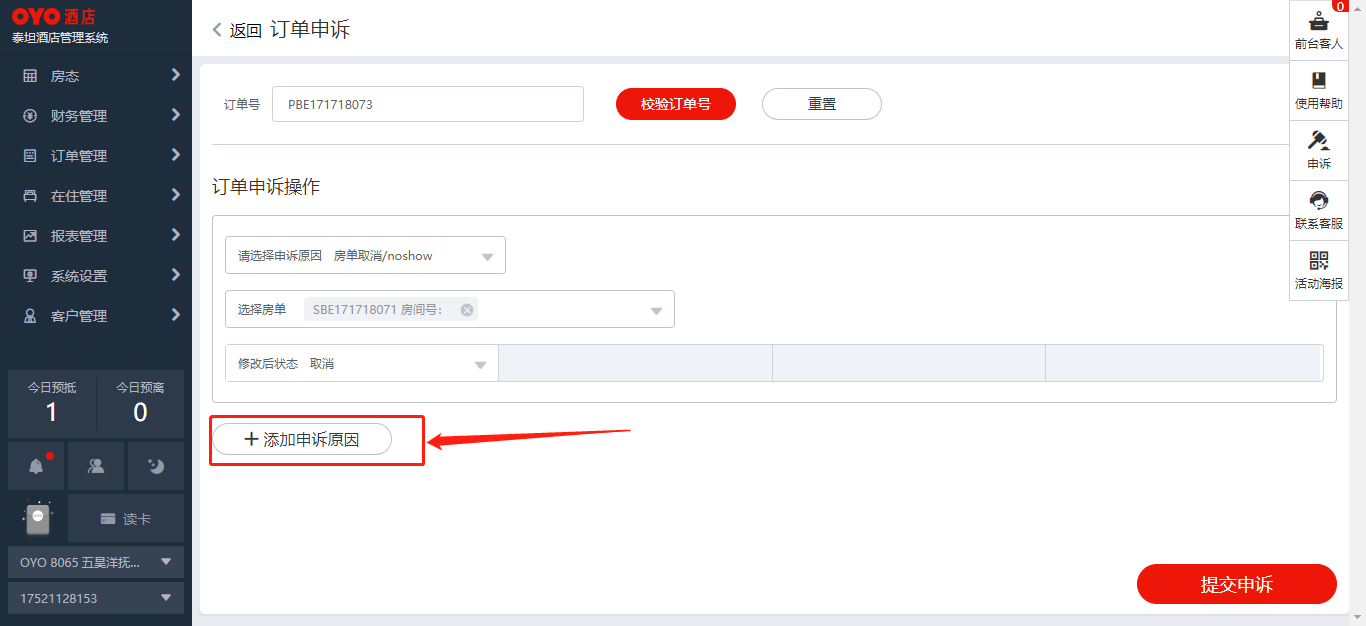 OYO 酒店
泰坦酒店管理系统
房态
财务管理
订单管理
在住管理
报表管理
系统设置
客户管理
今日预抵
1
今日预离
0
读卡
OYO 8065 五昊洋抚...
17521128153
返回 订单申诉
订单号 PBE171718073 校验订单号 重置
订单申诉操作
请选择申诉原因 房单取消/noshow
选择房单 SBE171718071 房间号：
修改后状态 取消
添加申诉原因
提交申诉
0
前台客人
使用帮助
申诉
联系客服
活动海报